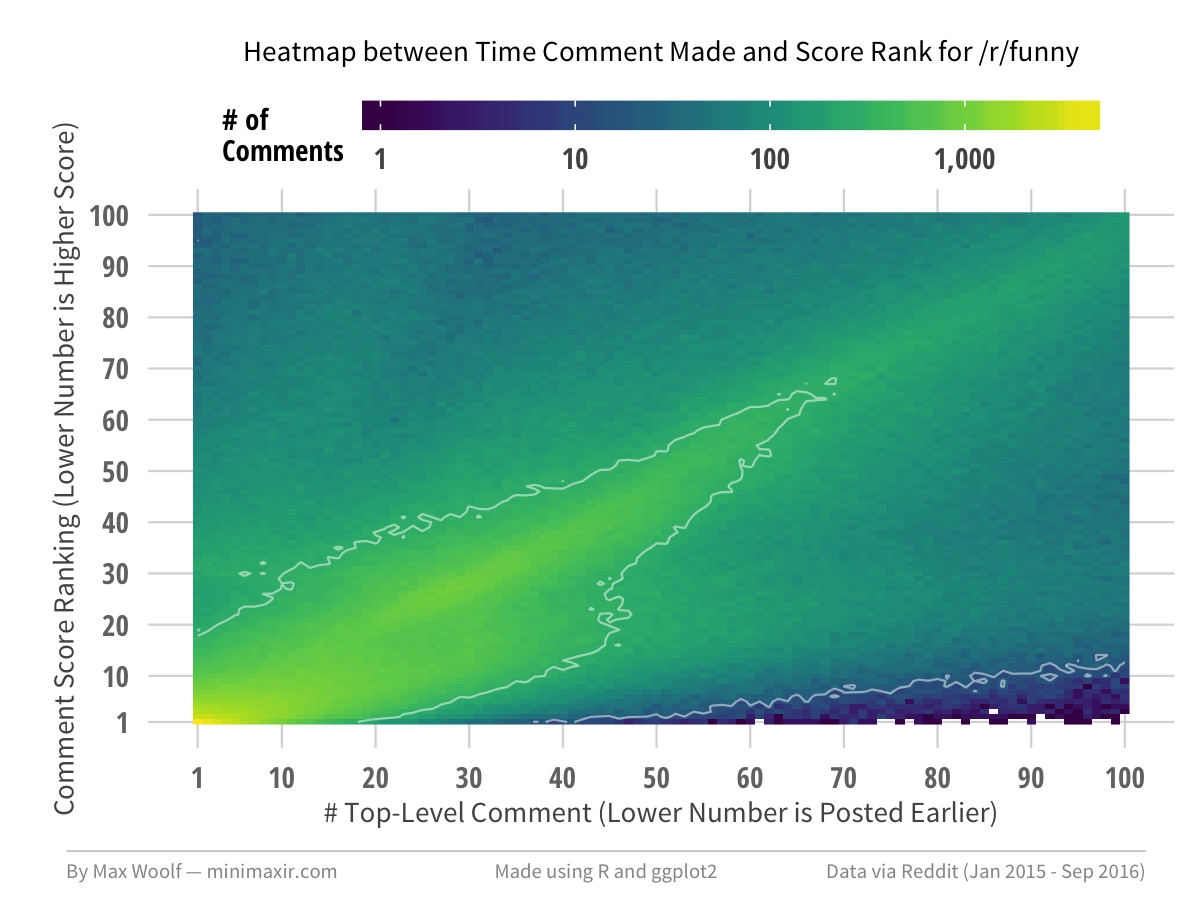 Heatmap between Time Comment Made and Score Rank for /r/funny
# of
Comments
1 10 100 1,000
Comment Score Ranking (Lower Number is Higher Score)
100
90
80
70
60
50
40
30
20
10
1
1 10 20 30 40 50 60 70 80 90 100
# Top-Level Comment (Lower Number is Posted Earlier)
By Max Woolf — minimaxir.com
Made using R and ggplot2
Data via Reddit (Jan 2015 - Sep 2016)